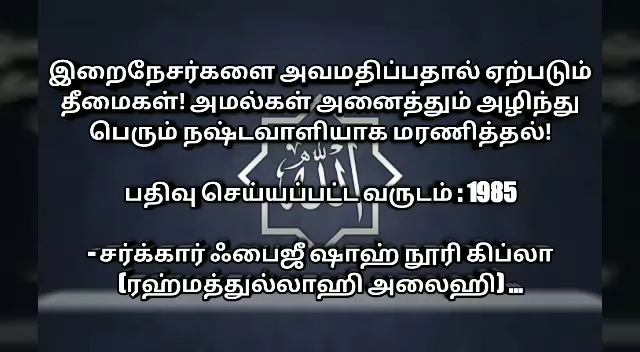 இறைநேசர்களை அவமதிப்பதால் ஏற்படும்
தீமைகள்! அமல்கள் அனைத்தும் அழிந்து
பெரும் நஷ்டவாளியாக மரணித்தல்!
பதிவு செய்யப்பட்ட வருடம் : 1985
- சர்க்கார் ஃபைஜீ ஷாஹ் நூரி கிப்லா
(ரஹ்மத்துல்லாஹி அலைஹி) ...
الله